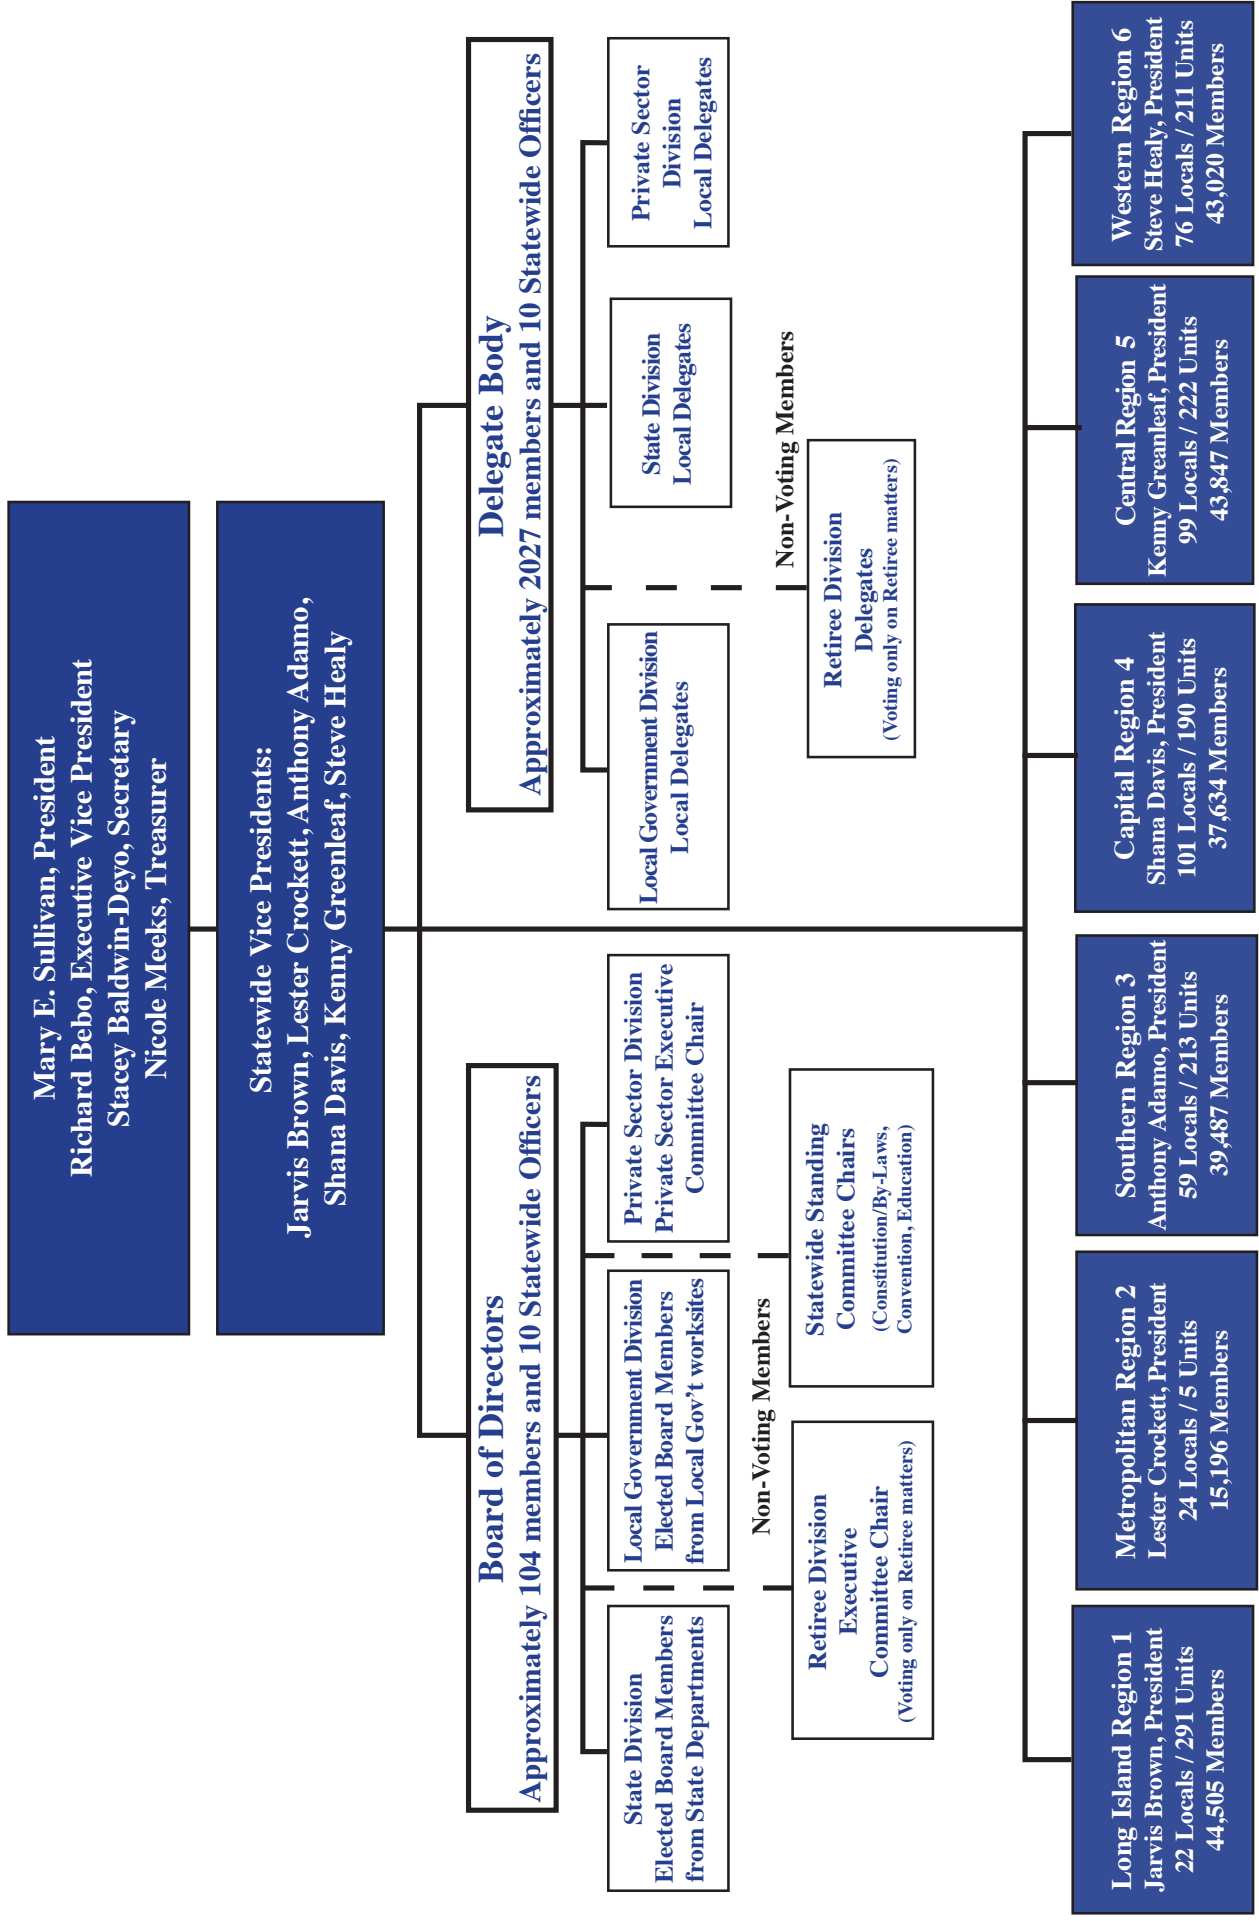 Mary E. Sullivan, President
Richard Bebo, Executive Vice President
Stacey Baldwin-Deyo, Secretary
Nicole Meeks, Treasurer
Statewide Vice Presidents:
Jarvis Brown, Lester Crockett, Anthony Adamo,
Shana Davis, Kenny Greenleaf, Steve Healy
Board of Directors
Approximately 104 members and 10 Statewide Officers
State Division
Elected Board Members
from State Departments
Local Government Division
Elected Board Members
from Local Gov't worksites
Private Sector Division
Private Sector Executive
Committee Chair
Non-Voting Members
Retiree Division
Executive
Committee Chair
(Voting only on Retiree matters)
Statewide Standing
Committee Chairs
(Constitution/By-Laws,
Convention, Education)
Delegate Body
Approximately 2027 members and 10 Statewide Officers
Local Government Division
Local Delegates
State Division
Local Delegates
Private Sector
Division
Local Delegates
Non-Voting Members
Retiree Division
Delegates
(Voting only on Retiree matters)
Long Island Region 1
Jarvis Brown, President
22 Locals / 291 Units
44,505 Members
Metropolitan Region 2
Lester Crockett, President
24 Locals / 5 Units
15,196 Members
Southern Region 3
Anthony Adamo, President
59 Locals / 213 Units
39,487 Members
Capital Region 4
Shana Davis, President
101 Locals / 190 Units
37,634 Members
Central Region 5
Kenny Greanleaf, President
99 Locals / 222 Units
43,847 Members
Western Region 6
Steve Healy, President
76 Locals / 211 Units
43,020 Members